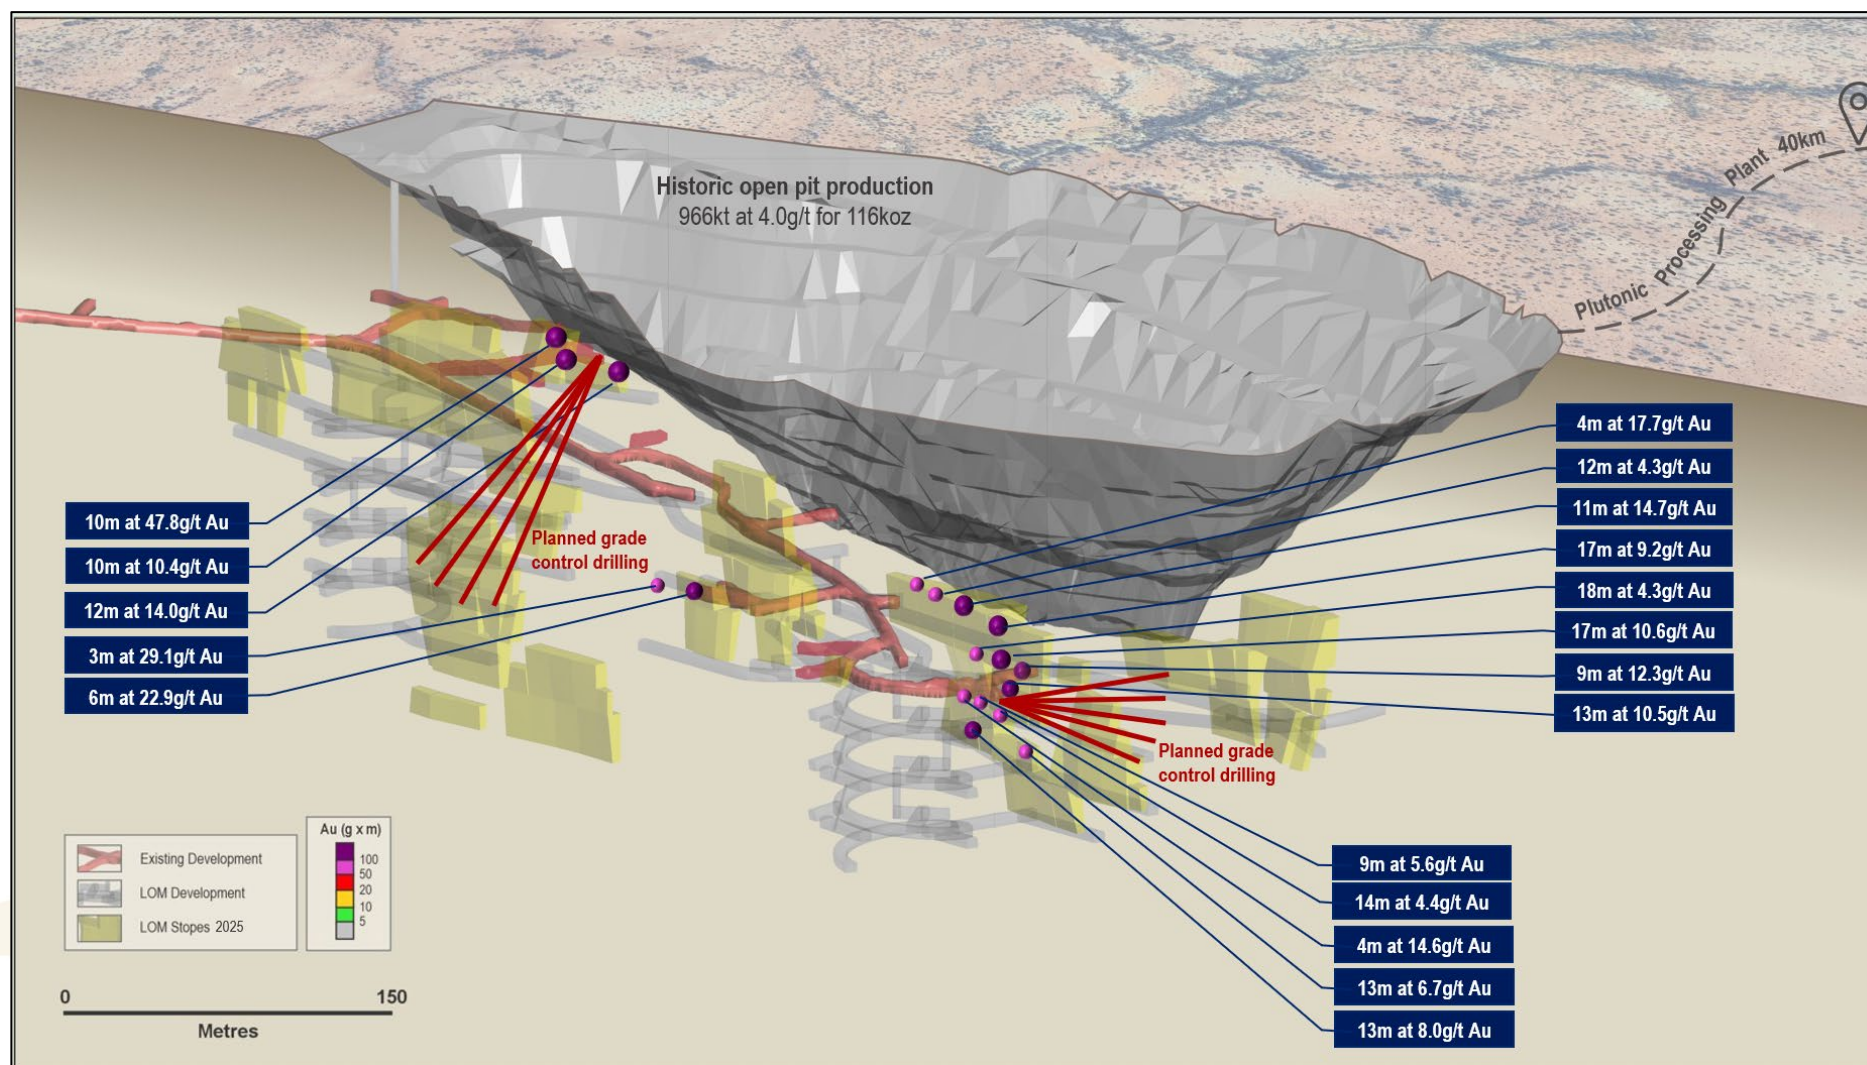 Historic open pit production
966kt at 4.0g/t for 116koz
Plutonic Processing Plant 40km
10m at 47.8g/t Au
10m at 10.4g/t Au
12m at 14.0g/t Au
3m at 29.1g/t Au
6m at 22.9g/t Au
Planned grade
control drilling
4m at 17.7g/t Au
12m at 4.3g/t Au
11m at 14.7g/t Au
17m at 9.2g/t Au
18m at 4.3g/t Au
17m at 10.6g/t Au
9m at 12.3g/t Au
13m at 10.5g/t Au
Planned grade
control drilling
9m at 5.6g/t Au
14m at 4.4g/t Au
4m at 14.6g/t Au
13m at 6.7g/t Au
13m at 8.0g/t Au
Existing Development
LOM Development
LOM Stopes 2025
Au (g x m)
100
50
20
10
5
0 150
Metres